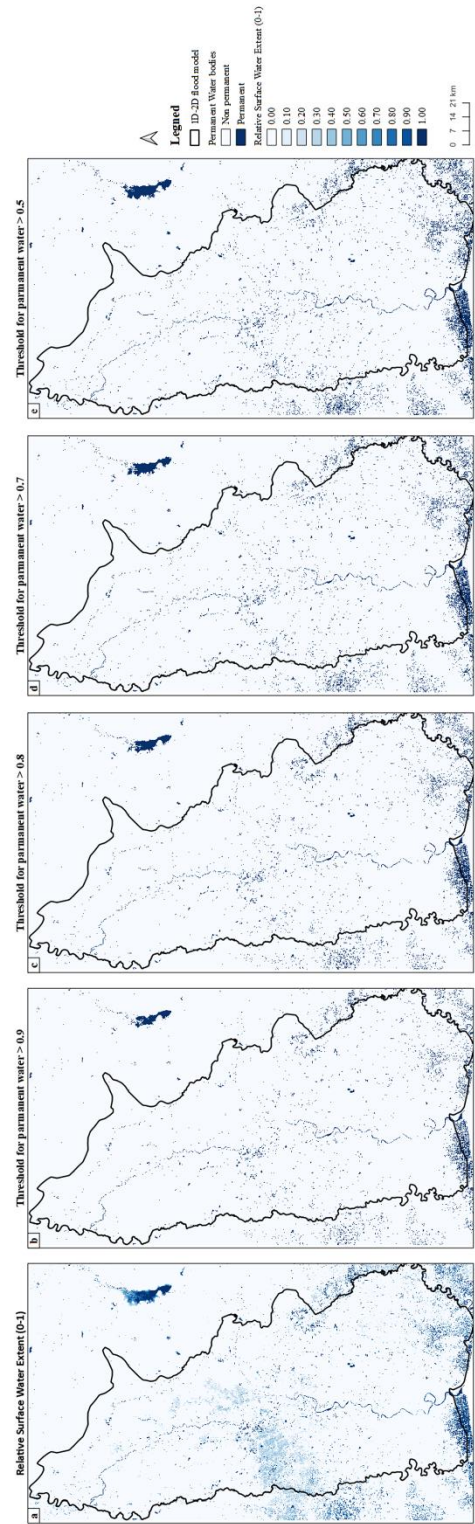 a
Relative Surface Water Extent (0-1)
b
Threshold for parmanent water > 0.9
c
Threshold for parmanent water > 0.8
d
Threshold for parmanent water > 0.7
e
Threshold for parmanent water > 0.5
Legned
1D-2D flood model
Permanent Water bodies
Non permanent
Permanent
Relative Surface Water Extent (0-1)
0.00
0.10
0.20
0.30
0.40
0.50
0.60
0.70
0.80
0.90
1.00
0 7 14 21 km